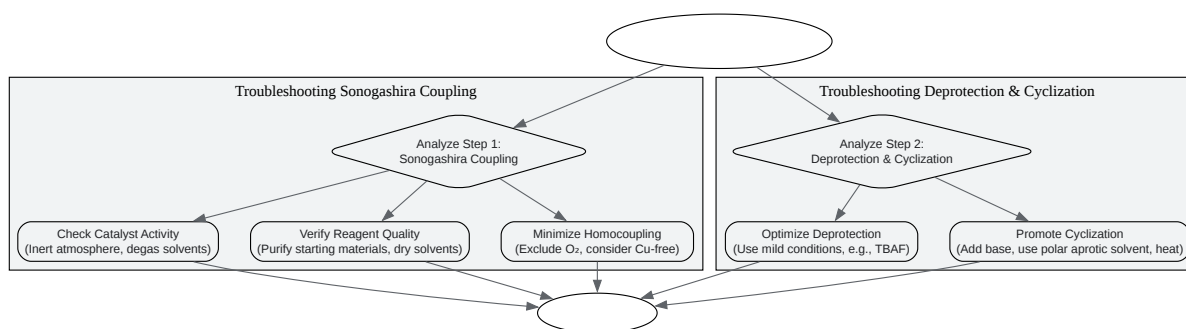 Troubleshooting Sonogashira Coupling
Troubleshooting Deprotection & Cyclization
Analyze Step 1:
Sonogashira Coupling
Analyze Step 2:
Deprotection & Cyclization
Check Catalyst Activity
(Inert atmosphere, degas solvents)
Verify Reagent Quality
(Purify starting materials, dry solvents)
Minimize Homocoupling
(Exclude O₂, consider Cu-free)
Optimize Deprotection
(Use mild conditions, e.g., TBAF)
Promote Cyclization
(Add base, use polar aprotic solvent, heat)